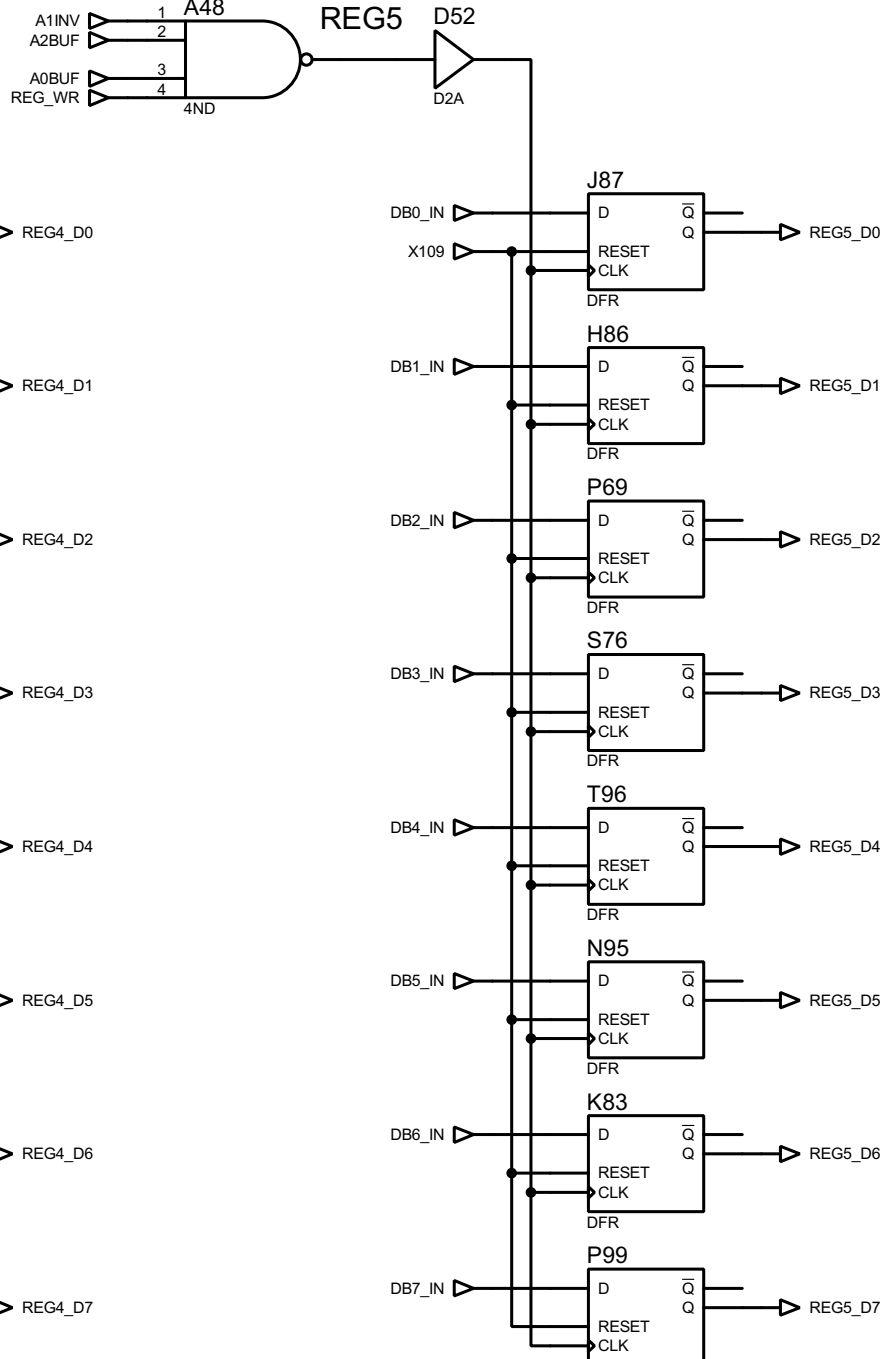 A48 REG5 D52
A1INV 1
A2BUF 2
A0BUF 3
REG_WR 4
4ND D2A
J87
DB0_IN D Q
REG4_D0 Q REG5_D0
X109 RESET
CLK
DFR
H86
DB1_IN D Q
REG4_D1 Q REG5_D1
RESET
CLK
DFR
P69
DB2_IN D Q
REG4_D2 Q REG5_D2
RESET
CLK
DFR
S76
DB3_IN D Q
REG4_D3 Q REG5_D3
RESET
CLK
DFR
T96
DB4_IN D Q
REG4_D4 Q REG5_D4
RESET
CLK
DFR
N95
DB5_IN D Q
REG4_D5 Q REG5_D5
RESET
CLK
DFR
K83
DB6_IN D Q
REG4_D6 Q REG5_D6
RESET
CLK
DFR
P99
DB7_IN D Q
REG4_D7 Q REG5_D7
RESET
CLK